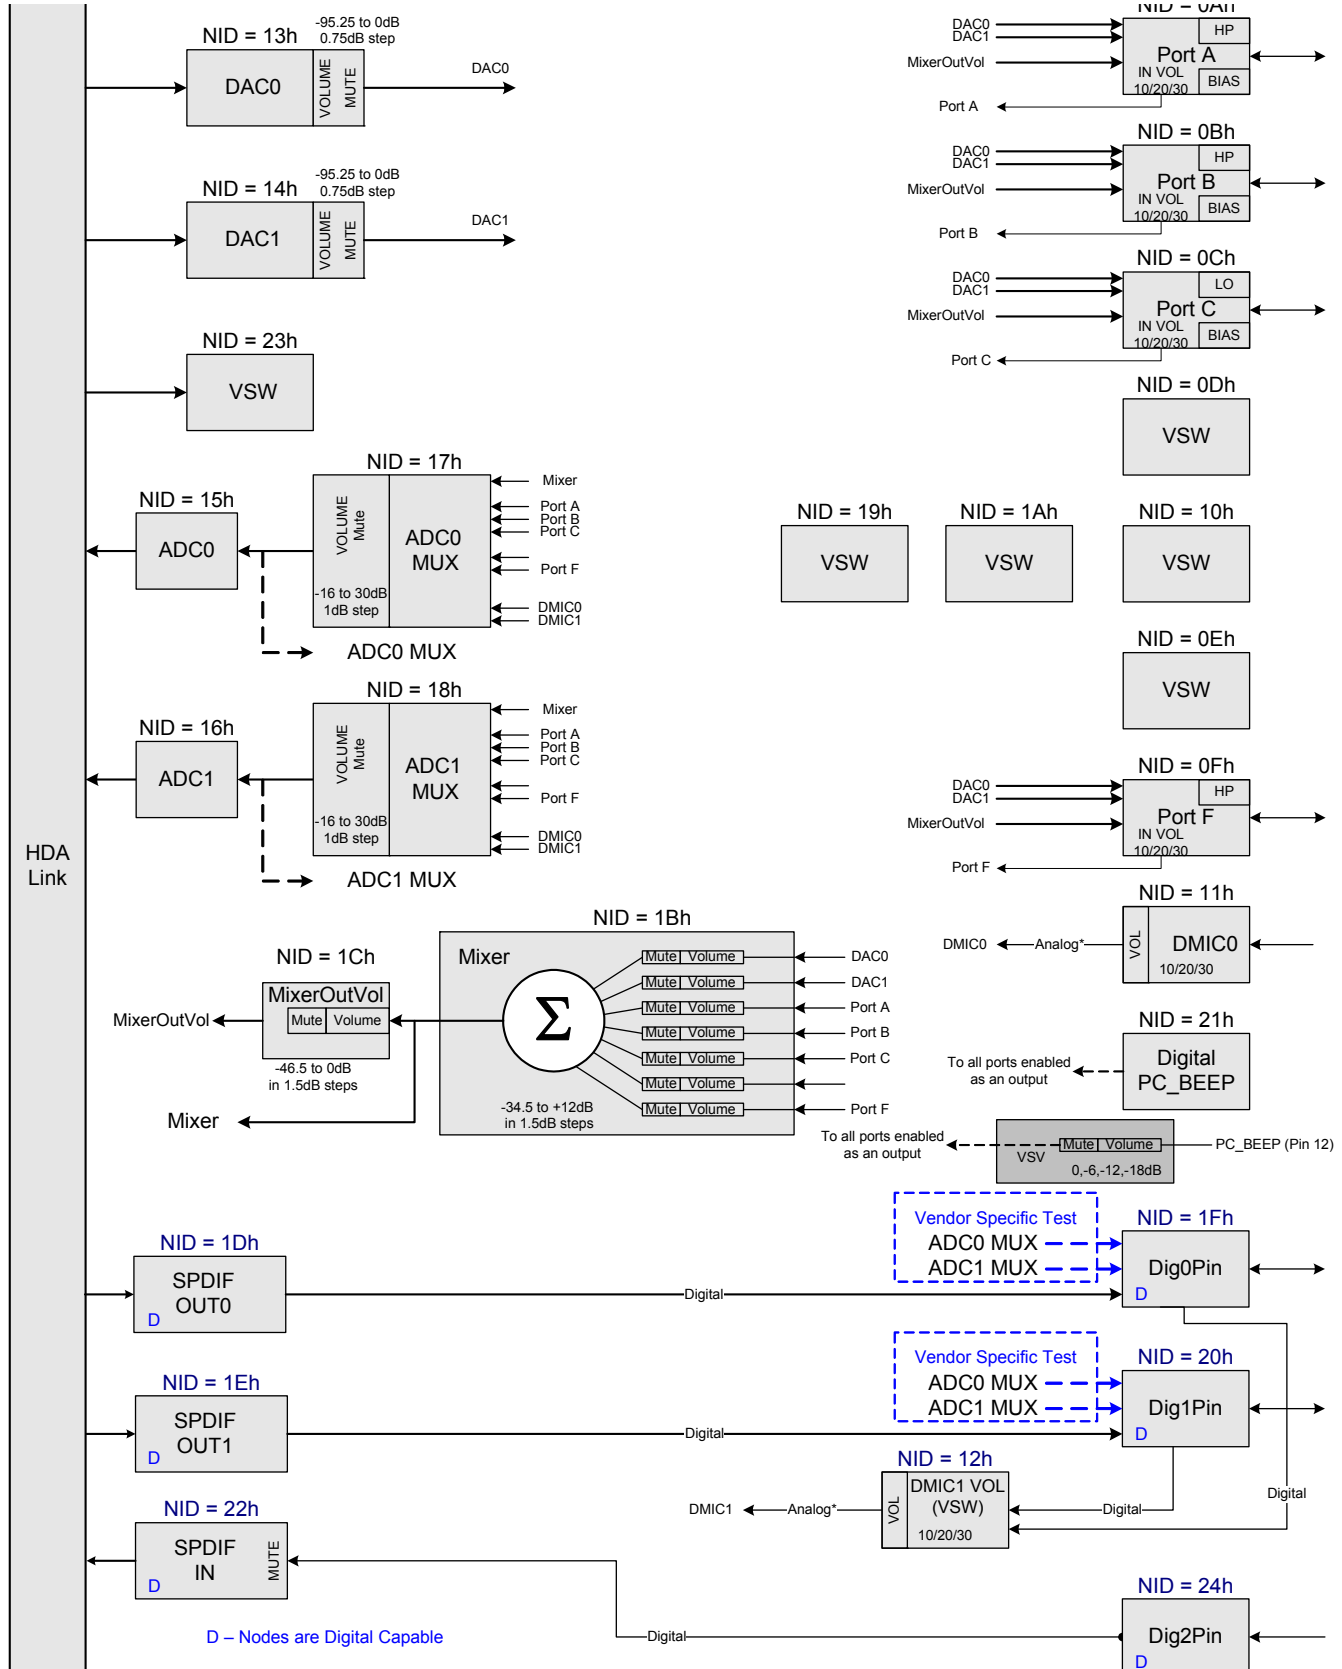 HDA
Link
NID = 13h
-95.25 to 0dB
0.75dB step
DAC0
VOLUME
MUTE
DAC0
NID = 14h
-95.25 to 0dB
0.75dB step
DAC1
VOLUME
MUTE
DAC1
NID = 23h
VSW
NID = 17h
VOLUME
Mute
-16 to 30dB
1dB step
ADC0
MUX
Mixer
Port A
Port B
Port C
Port F
DMIC0
DMIC1
NID = 15h
ADC0
ADC0 MUX
NID = 18h
VOLUME
Mute
-16 to 30dB
1dB step
ADC1
MUX
Mixer
Port A
Port B
Port C
Port F
DMIC0
DMIC1
NID = 16h
ADC1
ADC1 MUX
NID = 1Bh
Mixer
Σ
-34.5 to +12dB
in 1.5dB steps
Mute Volume
DAC0
Mute Volume
DAC1
Mute Volume
Port A
Mute Volume
Port B
Mute Volume
Port C
Mute Volume
Mute Volume
Port F
NID = 1Ch
MixerOutVol
Mute Volume
-46.5 to 0dB
in 1.5dB steps
MixerOutVol
Mixer
NID = 0Ah
DAC0
DAC1
MixerOutVol
Port A
HP
Port A
IN VOL
10/20/30
BIAS
NID = 0Bh
DAC0
DAC1
MixerOutVol
Port B
HP
Port B
IN VOL
10/20/30
BIAS
NID = 0Ch
DAC0
DAC1
MixerOutVol
Port C
LO
Port C
IN VOL
10/20/30
BIAS
NID = 0Dh
VSW
NID = 19h
VSW
NID = 1Ah
VSW
NID = 10h
VSW
NID = 0Eh
VSW
NID = 0Fh
DAC0
DAC1
MixerOutVol
Port F
HP
Port F
IN VOL
10/20/30
NID = 11h
DMIC0
Analog*
VOL
DMIC0
10/20/30
NID = 21h
Digital
PC_BEEP
To all ports enabled
as an output
To all ports enabled
as an output
VSV
Mute Volume
0,-6,-12,-18dB
PC_BEEP (Pin 12)
NID = 1Dh
SPDIF
OUT0
D
Digital
Vendor Specific Test
ADC0 MUX
ADC1 MUX
NID = 1Fh
Dig0Pin
D
NID = 1Eh
SPDIF
OUT1
D
Digital
Vendor Specific Test
ADC0 MUX
ADC1 MUX
NID = 20h
Dig1Pin
D
NID = 12h
DMIC1
Analog*
VOL
DMIC1 VOL
(VSW)
10/20/30
Digital
Digital
NID = 22h
SPDIF
IN
MUTE
D
Digital
NID = 24h
Dig2Pin
D
D – Nodes are Digital Capable